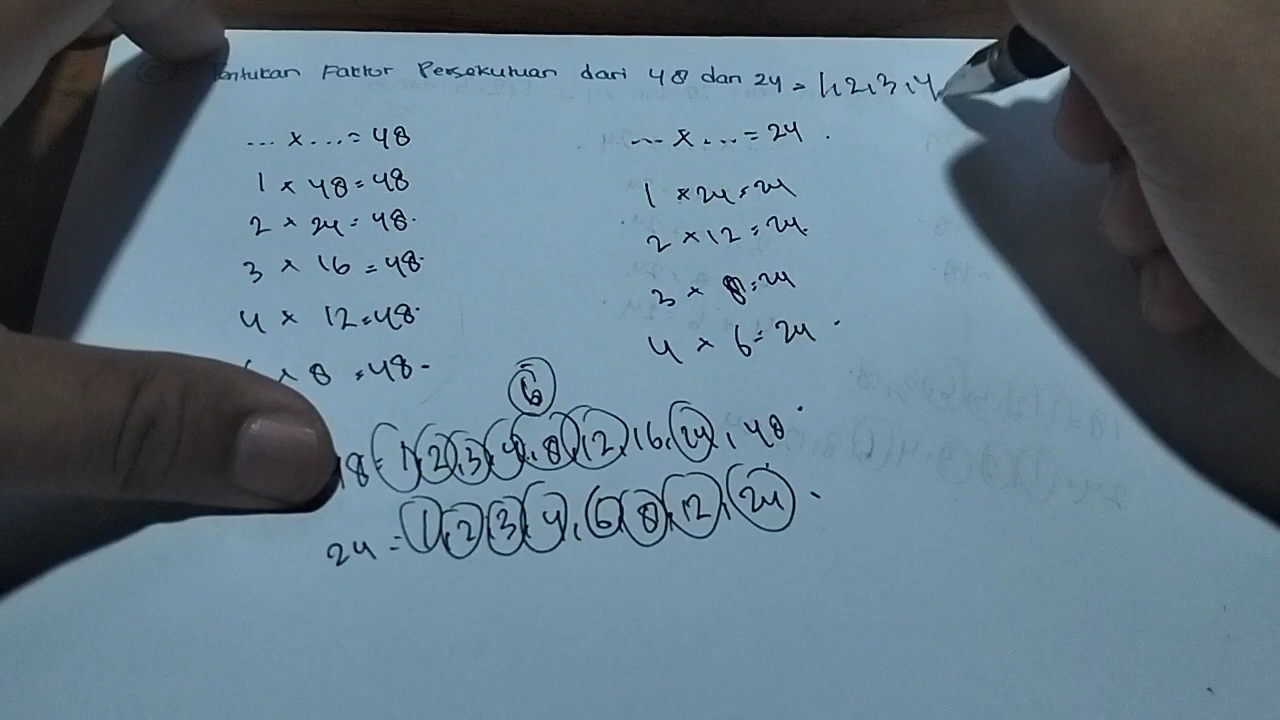 Tentukan Faktor Persekutuan dari 48 dan 24 = 1,2,3,4
... x ... = 48
1 x 48 = 48
2 x 24 = 48.
3 x 16 = 48.
4 x 12 = 48.
x 8 = 48.
... x ... = 24.
1 x 24 = 24
2 x 12 = 24.
3 x 8 = 24
4 x 6 = 24.
6
48 = 1, 2, 3, 4, 8, 12, 16, 24, 48.
24 = 1, 2, 3, 4, 6, 8, 12, 24.